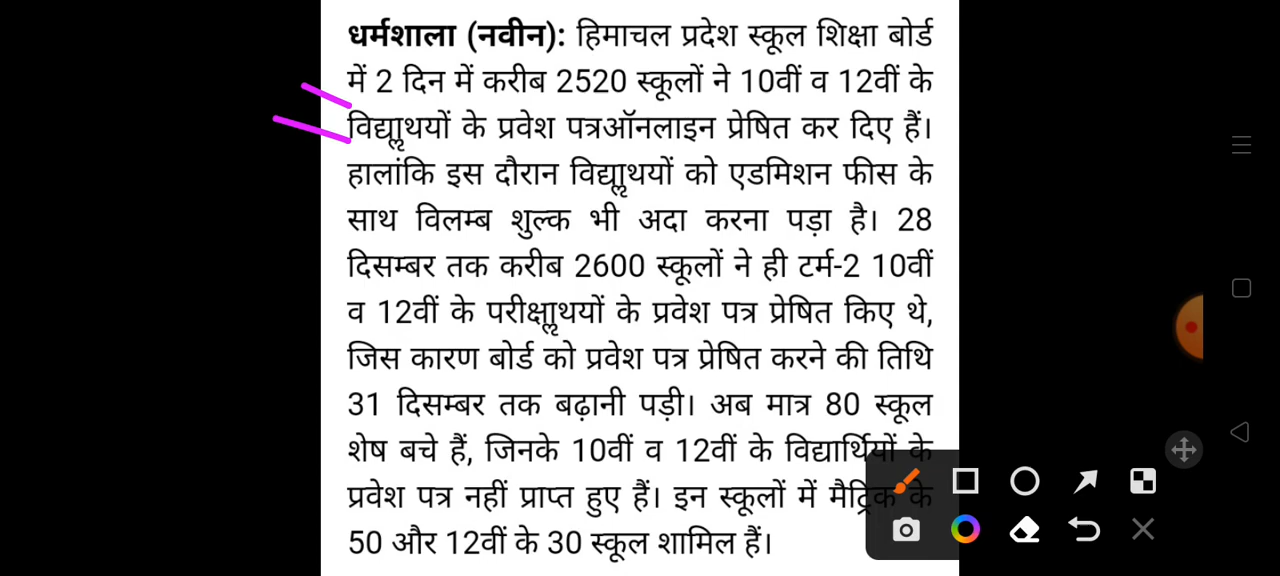 धर्मशाला (नवीन): हिमाचल प्रदेश स्कूल शिक्षा बोर्ड
में 2 दिन में करीब 2520 स्कूलों ने 10वीं व 12वीं के
विद्याॢथयों के प्रवेश पत्रऑनलाइन प्रेषित कर दिए हैं।
हालांकि इस दौरान विद्याॢथयों को एडमिशन फीस के
साथ विलम्ब शुल्क भी अदा करना पड़ा है। 28
दिसम्बर तक करीब 2600 स्कूलों ने ही टर्म-2 10वीं
व 12वीं के परीक्षाॢथयों के प्रवेश पत्र प्रेषित किए थे,
जिस कारण बोर्ड को प्रवेश पत्र प्रेषित करने की तिथि
31 दिसम्बर तक बढ़ानी पड़ी। अब मात्र 80 स्कूल
शेष बचे हैं, जिनके 10वीं व 12वीं के विद्यार्थियों के
प्रवेश पत्र नहीं प्राप्त हुए हैं। इन स्कूलों में मैट्रिक के
50 और 12वीं के 30 स्कूल शामिल हैं।